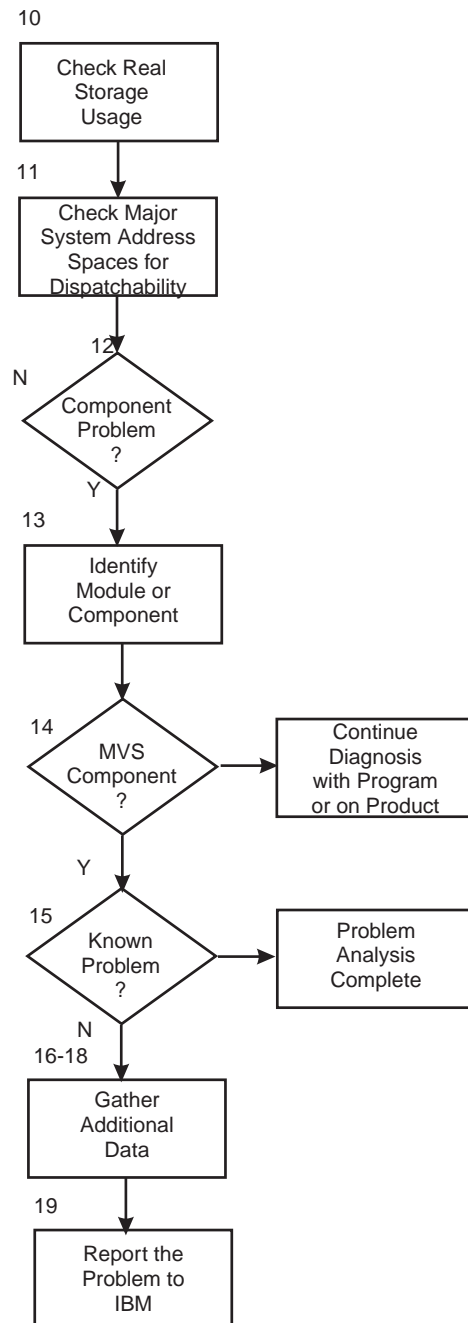 10
Check Real
Storage
Usage
11
Check Major
System Address
Spaces for
Dispatchability
12
N
Component
Problem
?
Y
13
Identify
Module or
Component
14
MVS
Component
?
Continue
Diagnosis
with Program
or on Product
Y
15
Known
Problem
?
Problem
Analysis
Complete
N
16-18
Gather
Additional
Data
19
Report the
Problem to
IBM